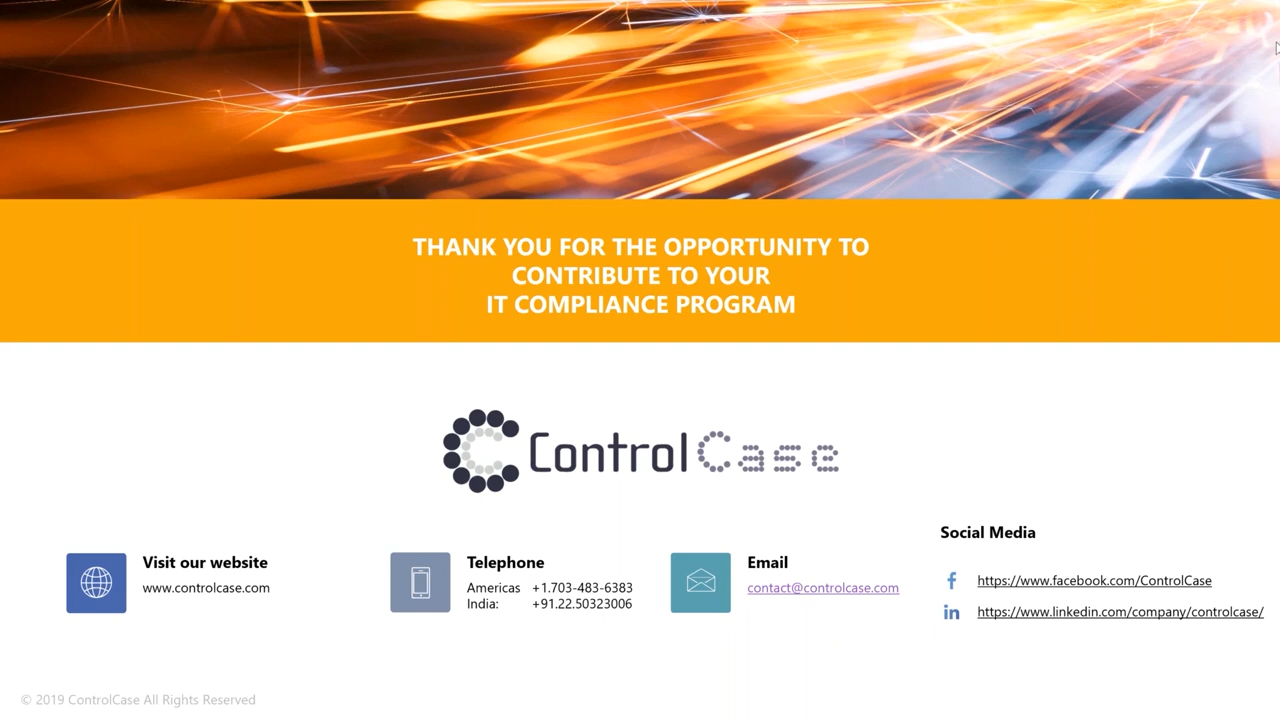 THANK YOU FOR THE OPPORTUNITY TO
CONTRIBUTE TO YOUR
IT COMPLIANCE PROGRAM
ControlCase
Visit our website
www.controlcase.com
Telephone
Americas +1.703-483-6383
India: +91.22.50323006
Email
contact@controlcase.com
Social Media
https://www.facebook.com/ControlCase
https://www.linkedin.com/company/controlcase/
© 2019 ControlCase All Rights Reserved